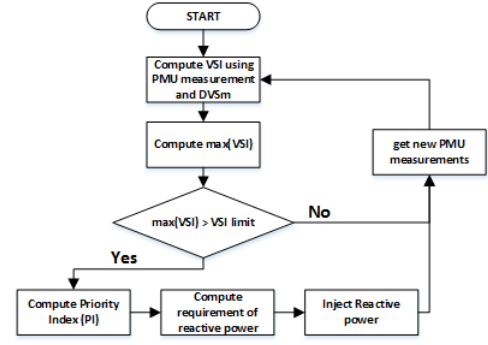 START
Compute VSI using
PMU measurement
and DVSm
Compute max(VSI)
get new PMU
measurements
max(VSI) > VSI limit
No
Yes
Compute Priority
Index (PI)
Compute
requirement of
reactive power
Inject Reactive
power